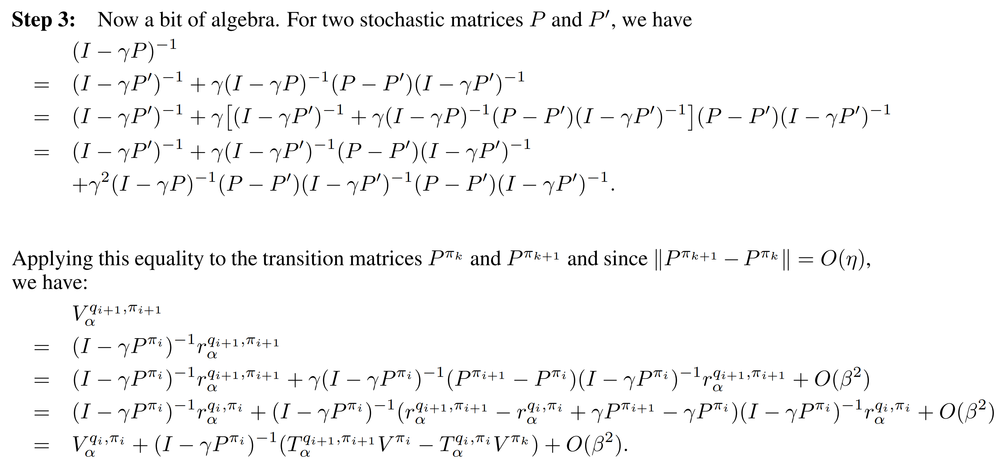 Step 3: Now a bit of algebra. For two stochastic matrices $P$ and $P'$, we have
$(I - \gamma P)^{-1}$
$= (I - \gamma P')^{-1} + \gamma(I - \gamma P)^{-1}(P - P')(I - \gamma P')^{-1}$
$= (I - \gamma P')^{-1} + \gamma\left[(I - \gamma P')^{-1} + \gamma(I - \gamma P)^{-1}(P - P')(I - \gamma P')^{-1}\right](P - P')(I - \gamma P')^{-1}$
$= (I - \gamma P')^{-1} + \gamma(I - \gamma P')^{-1}(P - P')(I - \gamma P')^{-1}$
$+\gamma^2(I - \gamma P)^{-1}(P - P')(I - \gamma P')^{-1}(P - P')(I - \gamma P')^{-1}.$
Applying this equality to the transition matrices $P^{\pi_k}$ and $P^{\pi_{k+1}}$ and since $\|P^{\pi_{k+1}} - P^{\pi_k}\| = O(\eta)$,
we have:
$V_\alpha^{q_{i+1},\pi_{i+1}}$
$= (I - \gamma P^{\pi_i})^{-1} r_\alpha^{q_{i+1},\pi_{i+1}}$
$= (I - \gamma P^{\pi_i})^{-1} r_\alpha^{q_{i+1},\pi_{i+1}} + \gamma(I - \gamma P^{\pi_i})^{-1}(P^{\pi_{i+1}} - P^{\pi_i})(I - \gamma P^{\pi_i})^{-1} r_\alpha^{q_{i+1},\pi_{i+1}} + O(\beta^2)$
$= (I - \gamma P^{\pi_i})^{-1} r_\alpha^{q_i,\pi_i} + (I - \gamma P^{\pi_i})^{-1}(r_\alpha^{q_{i+1},\pi_{i+1}} - r_\alpha^{q_i,\pi_i} + \gamma P^{\pi_{i+1}} - \gamma P^{\pi_i})(I - \gamma P^{\pi_i})^{-1} r_\alpha^{q_i,\pi_i} + O(\beta^2)$
$= V_\alpha^{q_i,\pi_i} + (I - \gamma P^{\pi_i})^{-1}(T_\alpha^{q_{i+1},\pi_{i+1}} V^{\pi_i} - T_\alpha^{q_i,\pi_i} V^{\pi_k}) + O(\beta^2).$